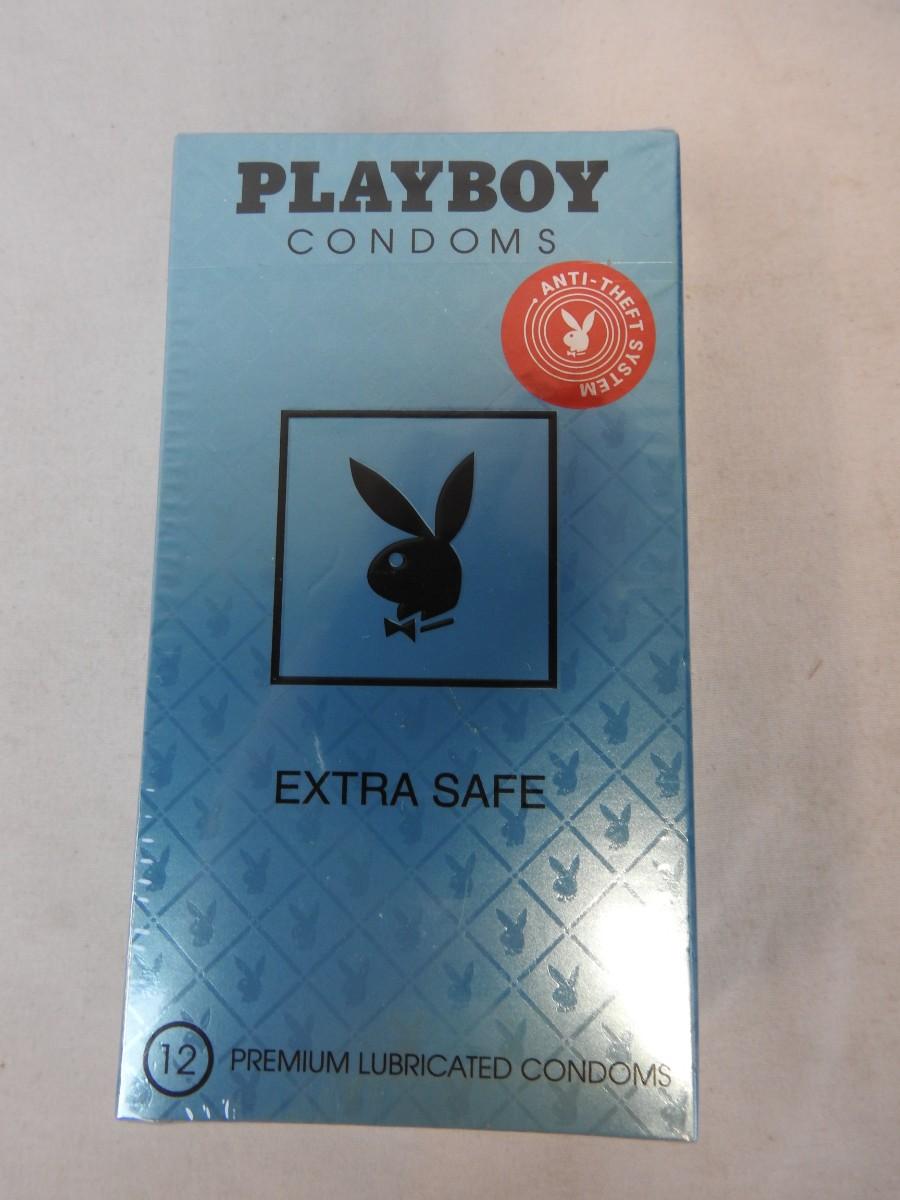 PLAYBOY
CONDOMS
ANTI-THEFT SYSTEM
EXTRA SAFE
12 PREMIUM LUBRICATED CONDOMS